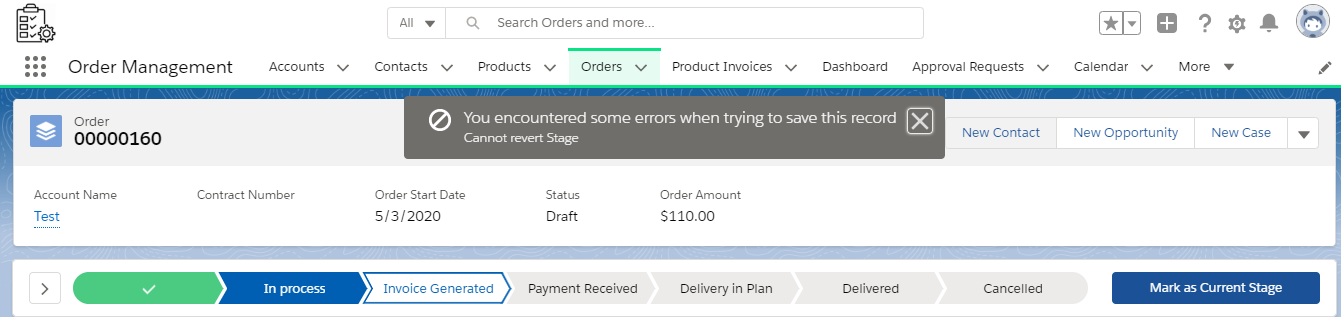 All
Search Orders and more...
Order Management
Accounts
Contacts
Products
Orders
Product Invoices
Dashboard
Approval Requests
Calendar
More
You encountered some errors when trying to save this record
Cannot revert Stage
Order
00000160
New Contact
New Opportunity
New Case
Account Name
Test
Contract Number
Order Start Date
5/3/2020
Status
Draft
Order Amount
$110.00
In process
Invoice Generated
Payment Received
Delivery in Plan
Delivered
Cancelled
Mark as Current Stage